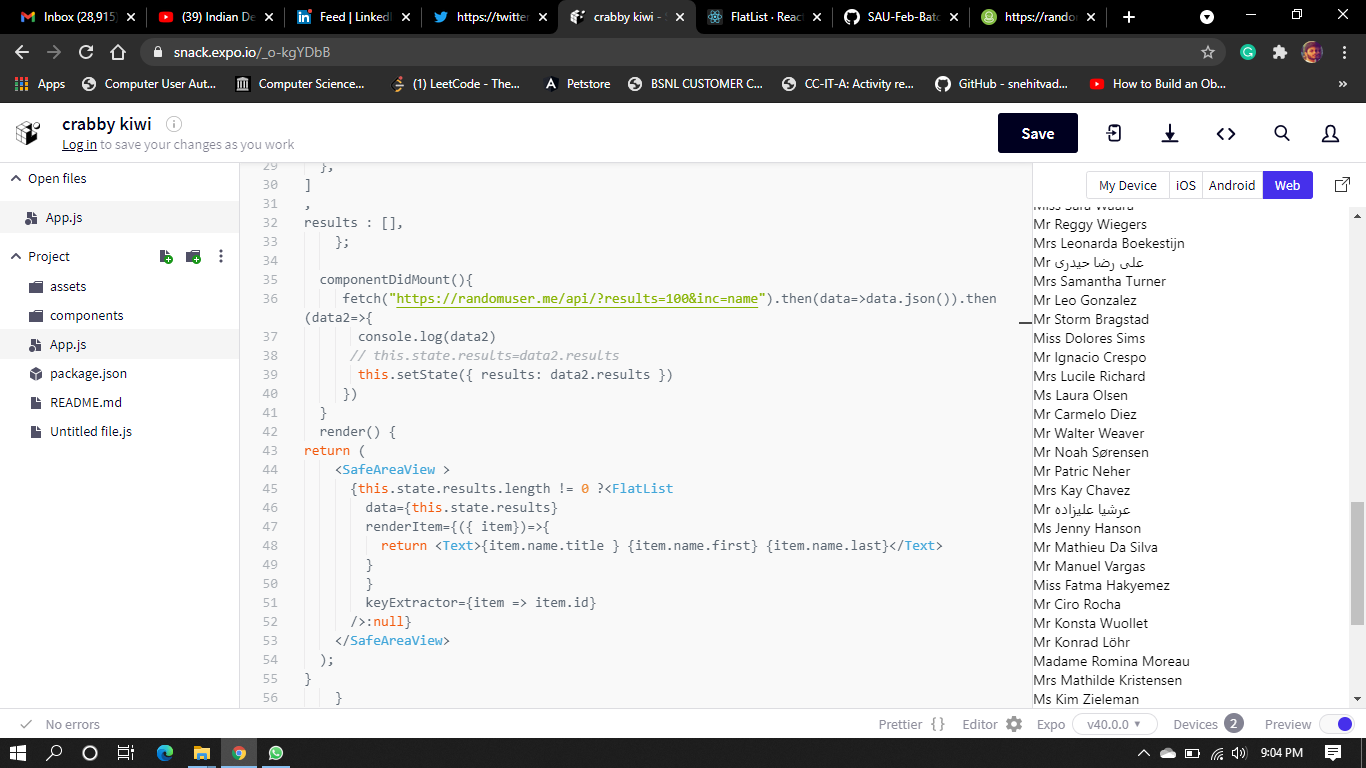 Inbox (28,915)
(39) Indian De
Feed | LinkedI
https://twitter
crabby kiwi - S
FlatList · Reac
SAU-Feb-Batc
https://rando
snack.expo.io/_o-kgYDbB
Apps
Computer User Aut...
Computer Science...
(1) LeetCode - The...
Petstore
BSNL CUSTOMER C...
CC-IT-A: Activity re...
GitHub - snehitvad...
How to Build an Ob...
»
crabby kiwi
Log in to save your changes as you work
Save
Open files
App.js
Project
assets
components
App.js
package.json
README.md
Untitled file.js
29 },
30 ]
31 ,
32 results : [],
33 };
34
35 componentDidMount(){
36 fetch("https://randomuser.me/api/?results=100&inc=name").then(data=>data.json()).then
(data2=>{
37 console.log(data2)
38 // this.state.results=data2.results
39 this.setState({ results: data2.results })
40 })
41 }
42 render() {
43 return (
44 <SafeAreaView >
45 {this.state.results.length != 0 ?<FlatList
46 data={this.state.results}
47 renderItem={({ item})=>{
48 return <Text>{item.name.title } {item.name.first} {item.name.last}</Text>
49 }
50 }
51 keyExtractor={item => item.id}
52 />:null}
53 </SafeAreaView>
54 );
55 }
56 }
My Device
iOS
Android
Web
Miss Sara Waara
Mr Reggy Wiegers
Mrs Leonarda Boekestijn
Mr علی رضا حیدری
Mrs Samantha Turner
Mr Leo Gonzalez
Mr Storm Bragstad
Miss Dolores Sims
Mr Ignacio Crespo
Mrs Lucile Richard
Ms Laura Olsen
Mr Carmelo Diez
Mr Walter Weaver
Mr Noah Sørensen
Mr Patric Neher
Mrs Kay Chavez
Mr عرشیا علیزاده
Ms Jenny Hanson
Mr Mathieu Da Silva
Mr Manuel Vargas
Miss Fatma Hakyemez
Mr Ciro Rocha
Mr Konsta Wuollet
Mr Konrad Löhr
Madame Romina Moreau
Mrs Mathilde Kristensen
Ms Kim Zieleman
No errors
Prettier {}
Editor
Expo
v40.0.0
Devices 2
Preview
9:04 PM